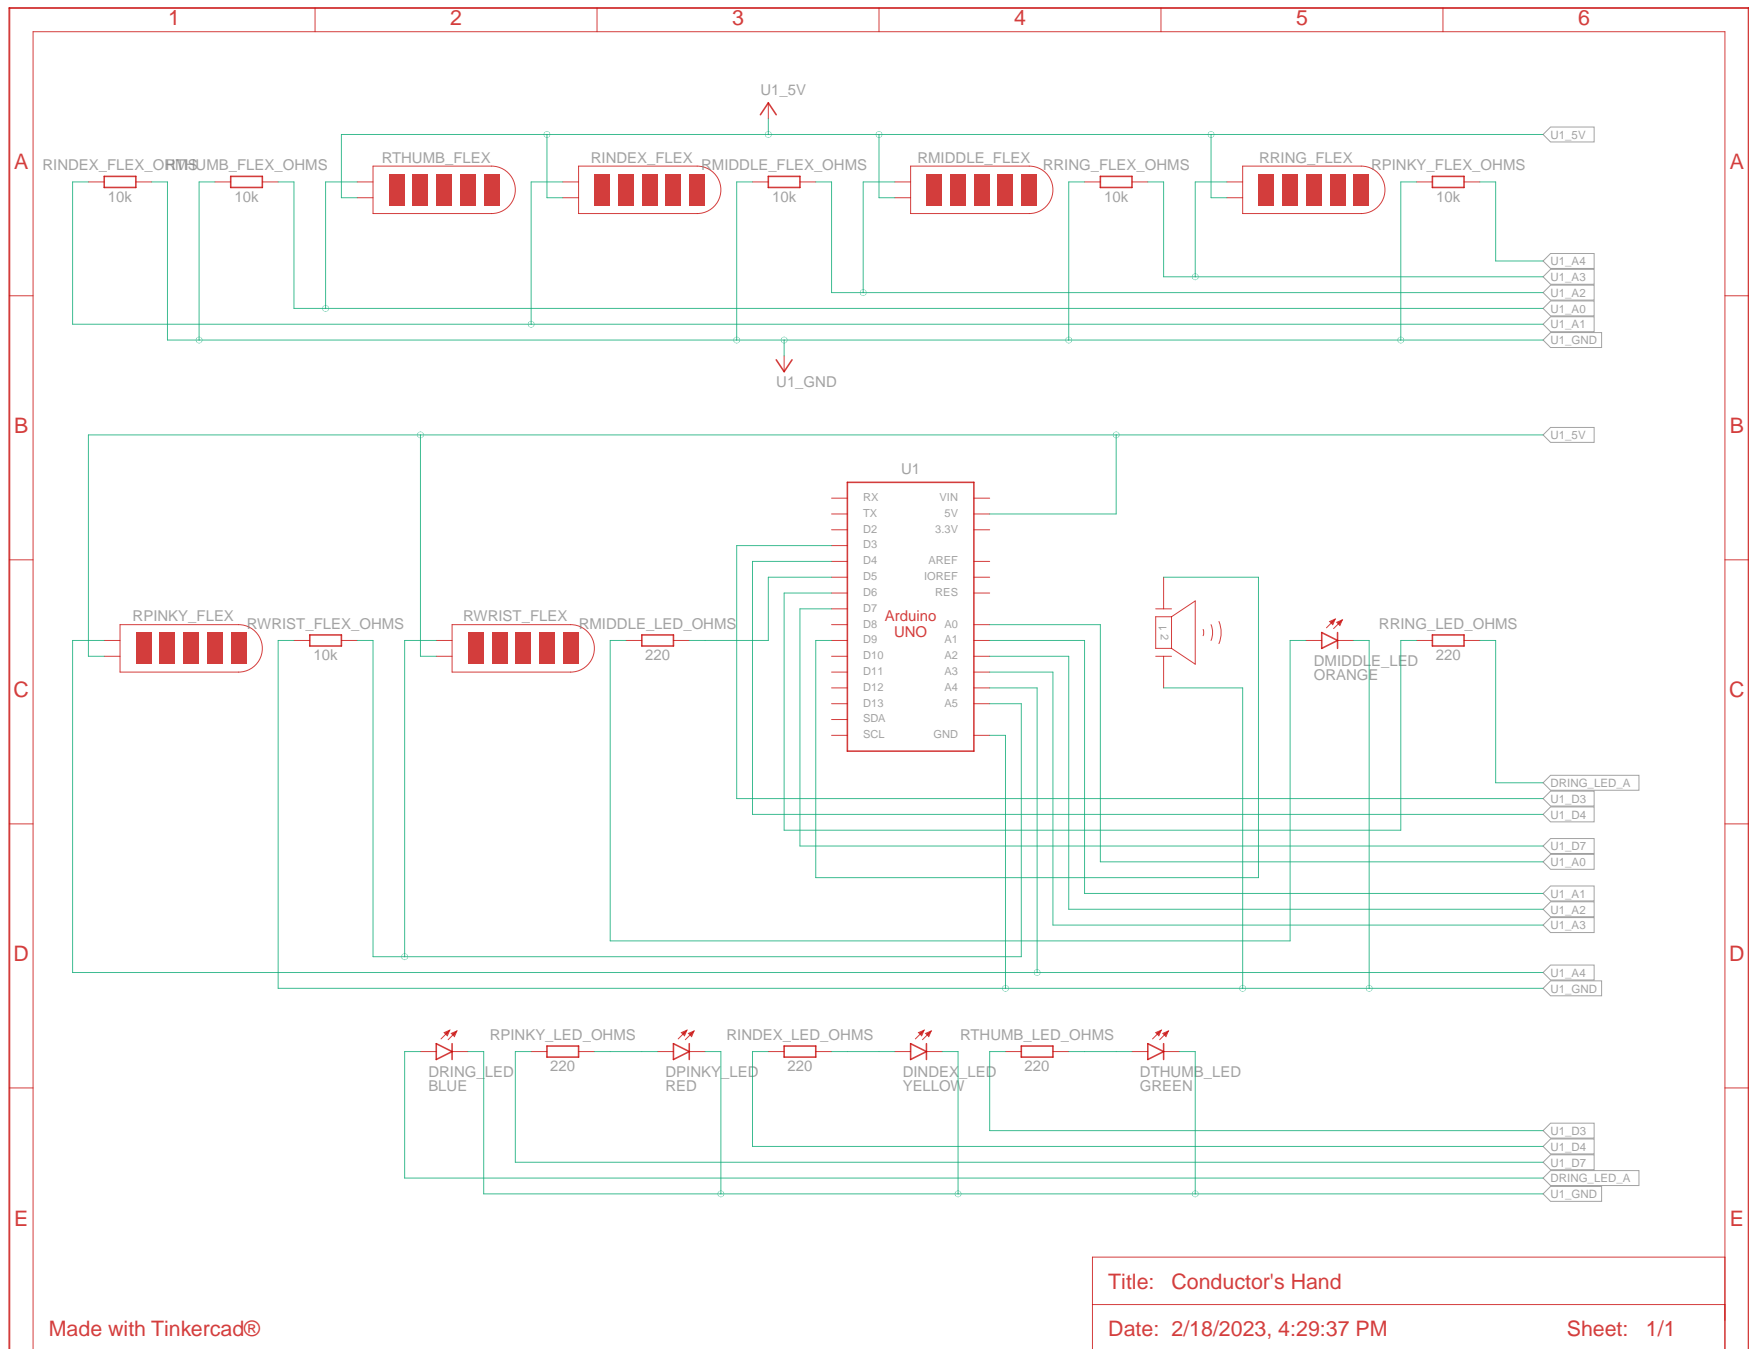 1 2 3 4 5 6
U1_5V
U1_5V
A A
RINDEX_FLEX_OHMS RTHUMB_FLEX_OHMS RTHUMB_FLEX RINDEX_FLEX RMIDDLE_FLEX_OHMS RMIDDLE_FLEX RRING_FLEX_OHMS RRING_FLEX RPINKY_FLEX_OHMS
10k 10k 10k 10k 10k
U1_A4
U1_A3
U1_A2
U1_A0
U1_A1
U1_GND
U1_GND
B B
U1_5V
U1
RX VIN
TX 5V
D2 3.3V
D3
D4 AREF
D5 IOREF
D6 RES
D7
D8 A0
D9 A1
D10 A2
D11 A3
D12 A4
D13 A5
SDA
SCL GND
Arduino
UNO
RPINKY_FLEX RWRIST_FLEX_OHMS RWRIST_FLEX RMIDDLE_LED_OHMS RRING_LED_OHMS
10k 220 220
1 2
DMIDDLE_LED
ORANGE
C C
DRING_LED_A
U1_D3
U1_D4
U1_D7
U1_A0
U1_A1
U1_A2
U1_A3
D D
U1_A4
U1_GND
RPINKY_LED_OHMS RINDEX_LED_OHMS RTHUMB_LED_OHMS
220 220 220
DRING_LED DPINKY_LED DINDEX_LED DTHUMB_LED
BLUE RED YELLOW GREEN
U1_D3
U1_D4
U1_D7
DRING_LED_A
U1_GND
E E
Title: Conductor's Hand
Made with Tinkercad®
Date: 2/18/2023, 4:29:37 PM Sheet: 1/1